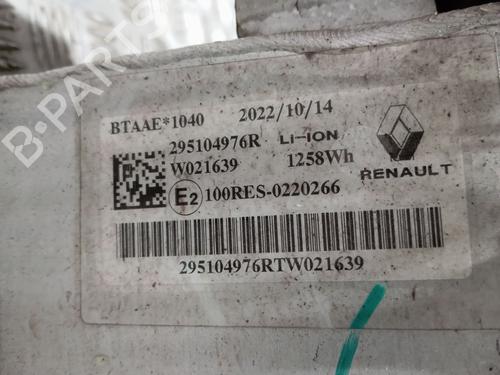 BTAAE*1040 2022/10/14
295104976R Li-ION
W021639 1258Wh
RENAULT
E2 100RES-0220266
295104976RTW021639
B-PARTS